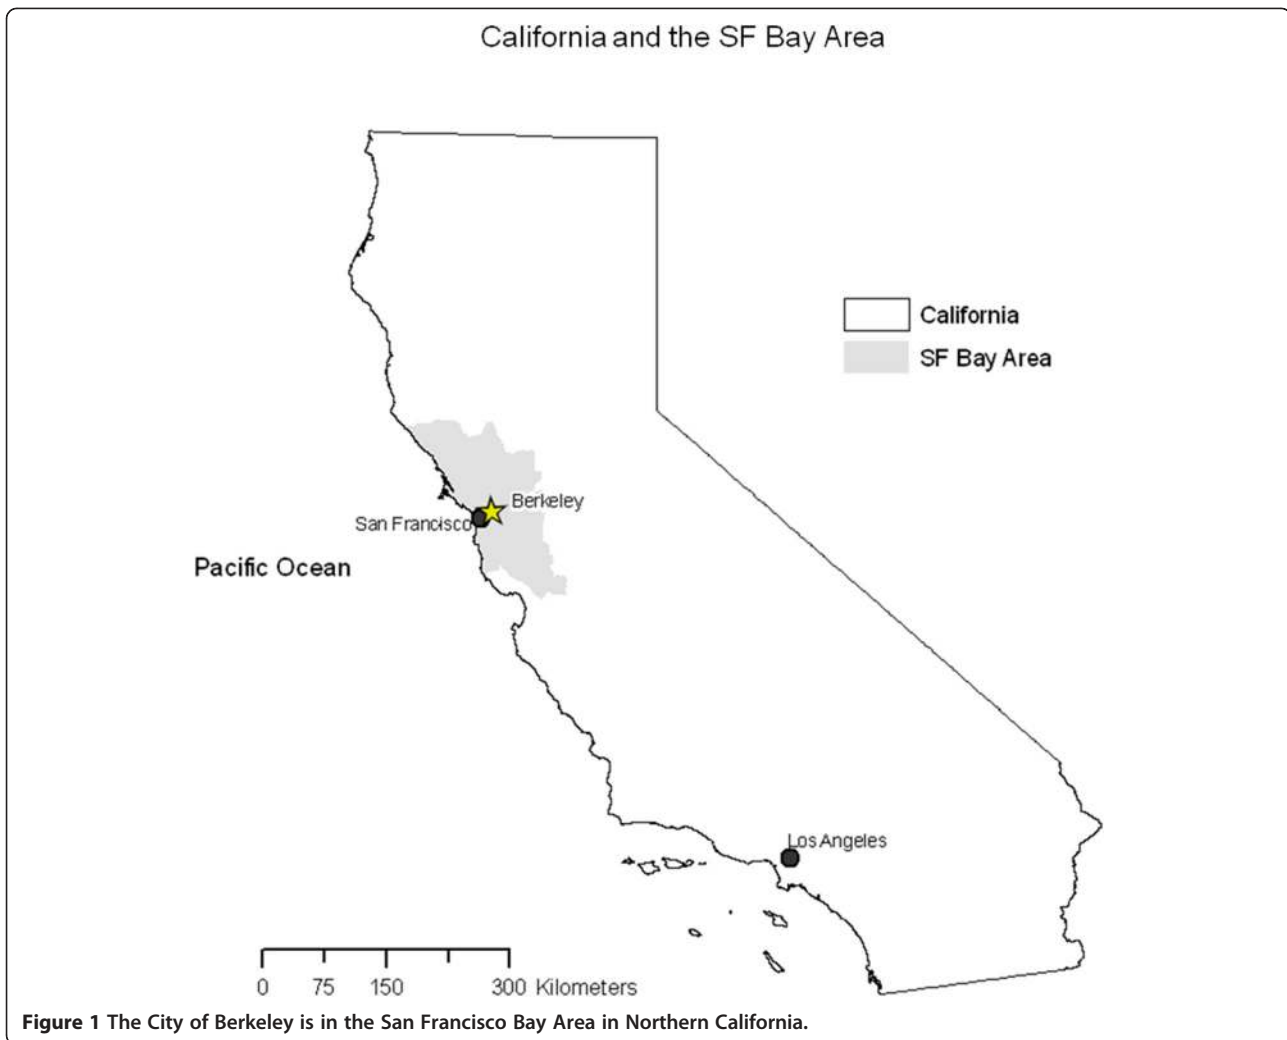 California and the SF Bay Area
California
SF Bay Area
Berkeley
San Francisco
Pacific Ocean
Los Angeles
0 75 150 300 Kilometers
Figure 1 The City of Berkeley is in the San Francisco Bay Area in Northern California.